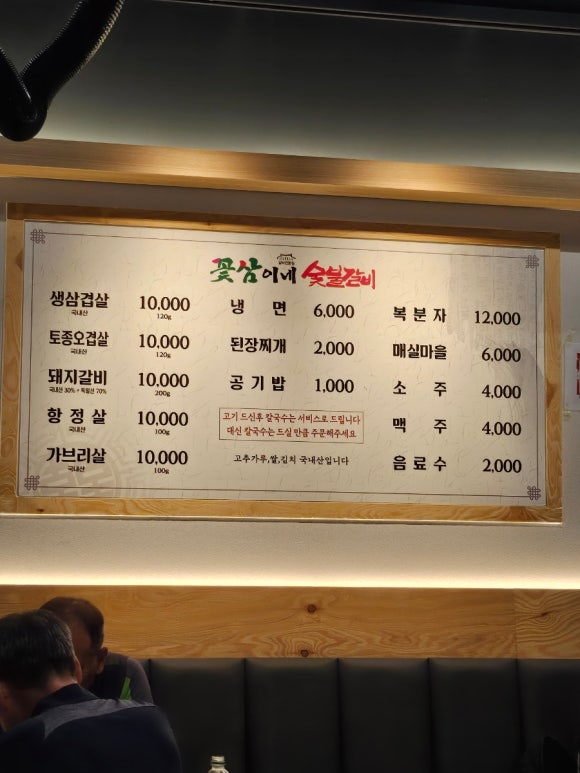 꽃삼이네 숯불갈비
생삼겹살 10,000
국내산 120g
토종오겹살 10,000
국내산 120g
돼지갈비 10,000
국내산 30% + 목등선 70% 200g
항정살 10,000
국내산 100g
가브리살 10,000
국내산 100g
냉면 6,000
된장찌개 2,000
공기밥 1,000
고기 드신후 칼국수는 서비스로 드립니다
대신 칼국수는 드실 만큼 주문해주세요
고추가루,쌀,김치 국내산입니다
복분자 12,000
매실마을 6,000
소주 4,000
맥주 4,000
음료수 2,000